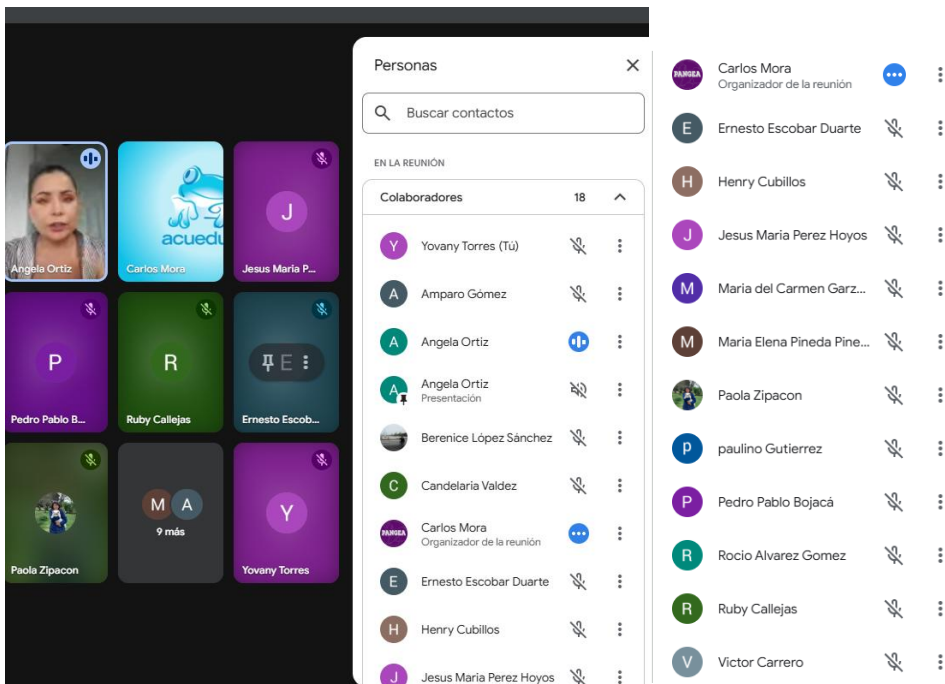 Angela Ortiz
acuedu
Carlos Mora
J
Jesus Maria P...
P
Pedro Pablo B...
R
Ruby Callejas
E
Ernesto Escob...
Paola Zipacon
M A
9 más
Y
Yovany Torres
Personas
Buscar contactos
EN LA REUNIÓN
Colaboradores 18
Y Yovany Torres (Tú)
A Amparo Gómez
A Angela Ortiz
A Angela Ortiz
Presentación
Berenice López Sánchez
C Candelaria Valdez
PANGEA Carlos Mora
Organizador de la reunión
E Ernesto Escobar Duarte
H Henry Cubillos
J Jesus Maria Perez Hoyos
PANGEA Carlos Mora
Organizador de la reunión
E Ernesto Escobar Duarte
H Henry Cubillos
J Jesus Maria Perez Hoyos
M Maria del Carmen Garz...
M Maria Elena Pineda Pine...
Paola Zipacon
p paulino Gutierrez
P Pedro Pablo Bojacá
R Rocio Alvarez Gomez
R Ruby Callejas
V Victor Carrero